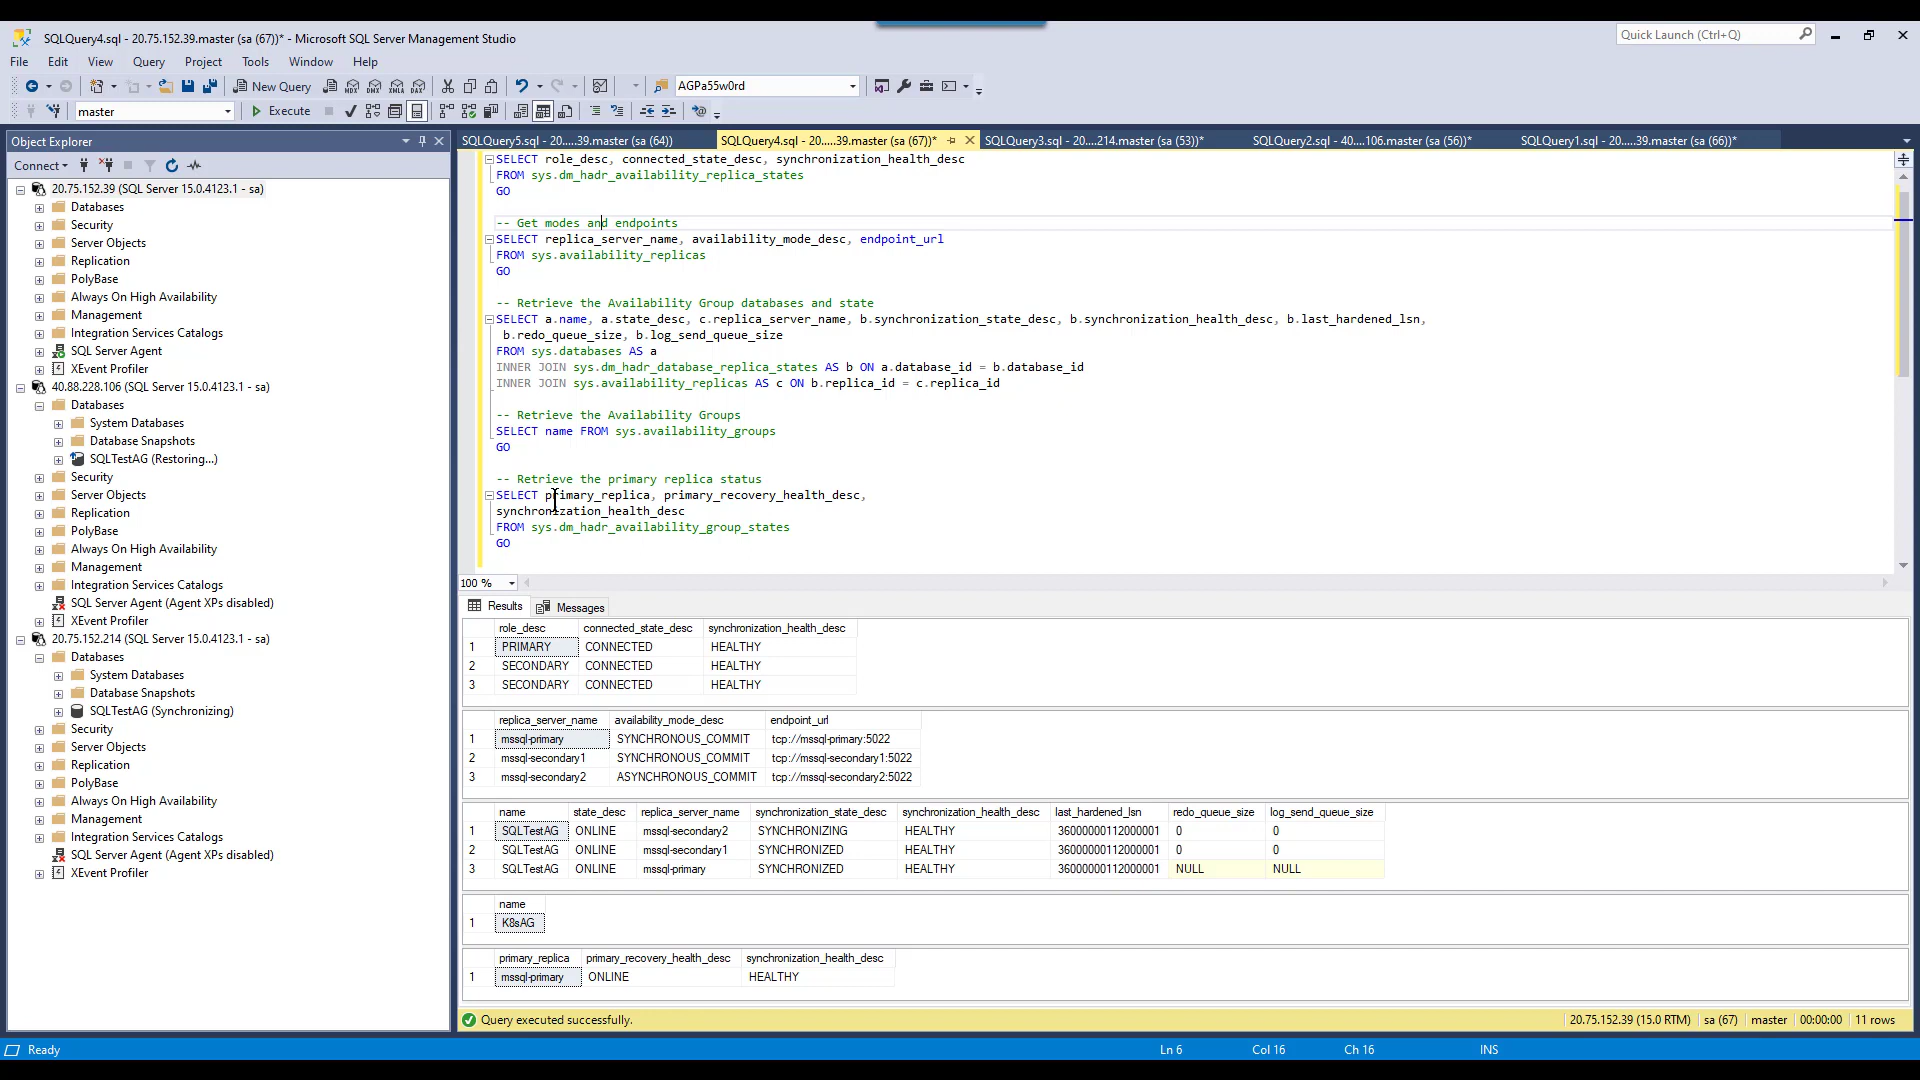 SQLQuery4.sql - 20.75.152.39.master (sa (67))* - Microsoft SQL Server Management Studio
Quick Launch (Ctrl+Q)
File Edit View Query Project Tools Window Help
New Query MDX DMX XMLA DAX AGPa55w0rd
master Execute
Object Explorer
SQLQuery5.sql - 20.....39.master (sa (64)) SQLQuery4.sql - 20.....39.master (sa (67))* SQLQuery3.sql - 20....214.master (sa (53))* SQLQuery2.sql - 40....106.master (sa (56))* SQLQuery1.sql - 20.....39.master (sa (66))*
Connect
20.75.152.39 (SQL Server 15.0.4123.1 - sa)
Databases
Security
Server Objects
Replication
PolyBase
Always On High Availability
Management
Integration Services Catalogs
SQL Server Agent
XEvent Profiler
40.88.228.106 (SQL Server 15.0.4123.1 - sa)
Databases
System Databases
Database Snapshots
SQLTestAG (Restoring...)
Security
Server Objects
Replication
PolyBase
Always On High Availability
Management
Integration Services Catalogs
SQL Server Agent (Agent XPs disabled)
XEvent Profiler
20.75.152.214 (SQL Server 15.0.4123.1 - sa)
Databases
System Databases
Database Snapshots
SQLTestAG (Synchronizing)
Security
Server Objects
Replication
PolyBase
Always On High Availability
Management
Integration Services Catalogs
SQL Server Agent (Agent XPs disabled)
XEvent Profiler
SELECT role_desc, connected_state_desc, synchronization_health_desc
FROM sys.dm_hadr_availability_replica_states
GO
-- Get modes and endpoints
SELECT replica_server_name, availability_mode_desc, endpoint_url
FROM sys.availability_replicas
GO
-- Retrieve the Availability Group databases and state
SELECT a.name, a.state_desc, c.replica_server_name, b.synchronization_state_desc, b.synchronization_health_desc, b.last_hardened_lsn,
b.redo_queue_size, b.log_send_queue_size
FROM sys.databases AS a
INNER JOIN sys.dm_hadr_database_replica_states AS b ON a.database_id = b.database_id
INNER JOIN sys.availability_replicas AS c ON b.replica_id = c.replica_id
-- Retrieve the Availability Groups
SELECT name FROM sys.availability_groups
GO
-- Retrieve the primary replica status
SELECT primary_replica, primary_recovery_health_desc,
synchronization_health_desc
FROM sys.dm_hadr_availability_group_states
GO
100 %
Results Messages
role_desc connected_state_desc synchronization_health_desc
1 PRIMARY CONNECTED HEALTHY
2 SECONDARY CONNECTED HEALTHY
3 SECONDARY CONNECTED HEALTHY
replica_server_name availability_mode_desc endpoint_url
1 mssql-primary SYNCHRONOUS_COMMIT tcp://mssql-primary:5022
2 mssql-secondary1 SYNCHRONOUS_COMMIT tcp://mssql-secondary1:5022
3 mssql-secondary2 ASYNCHRONOUS_COMMIT tcp://mssql-secondary2:5022
name state_desc replica_server_name synchronization_state_desc synchronization_health_desc last_hardened_lsn redo_queue_size log_send_queue_size
1 SQLTestAG ONLINE mssql-secondary2 SYNCHRONIZING HEALTHY 36000000112000001 0 0
2 SQLTestAG ONLINE mssql-secondary1 SYNCHRONIZED HEALTHY 36000000112000001 0 0
3 SQLTestAG ONLINE mssql-primary SYNCHRONIZED HEALTHY 36000000112000001 NULL NULL
name
1 K8sAG
primary_replica primary_recovery_health_desc synchronization_health_desc
1 mssql-primary ONLINE HEALTHY
Query executed successfully. 20.75.152.39 (15.0 RTM) sa (67) master 00:00:00 11 rows
Ready Ln 6 Col 16 Ch 16 INS